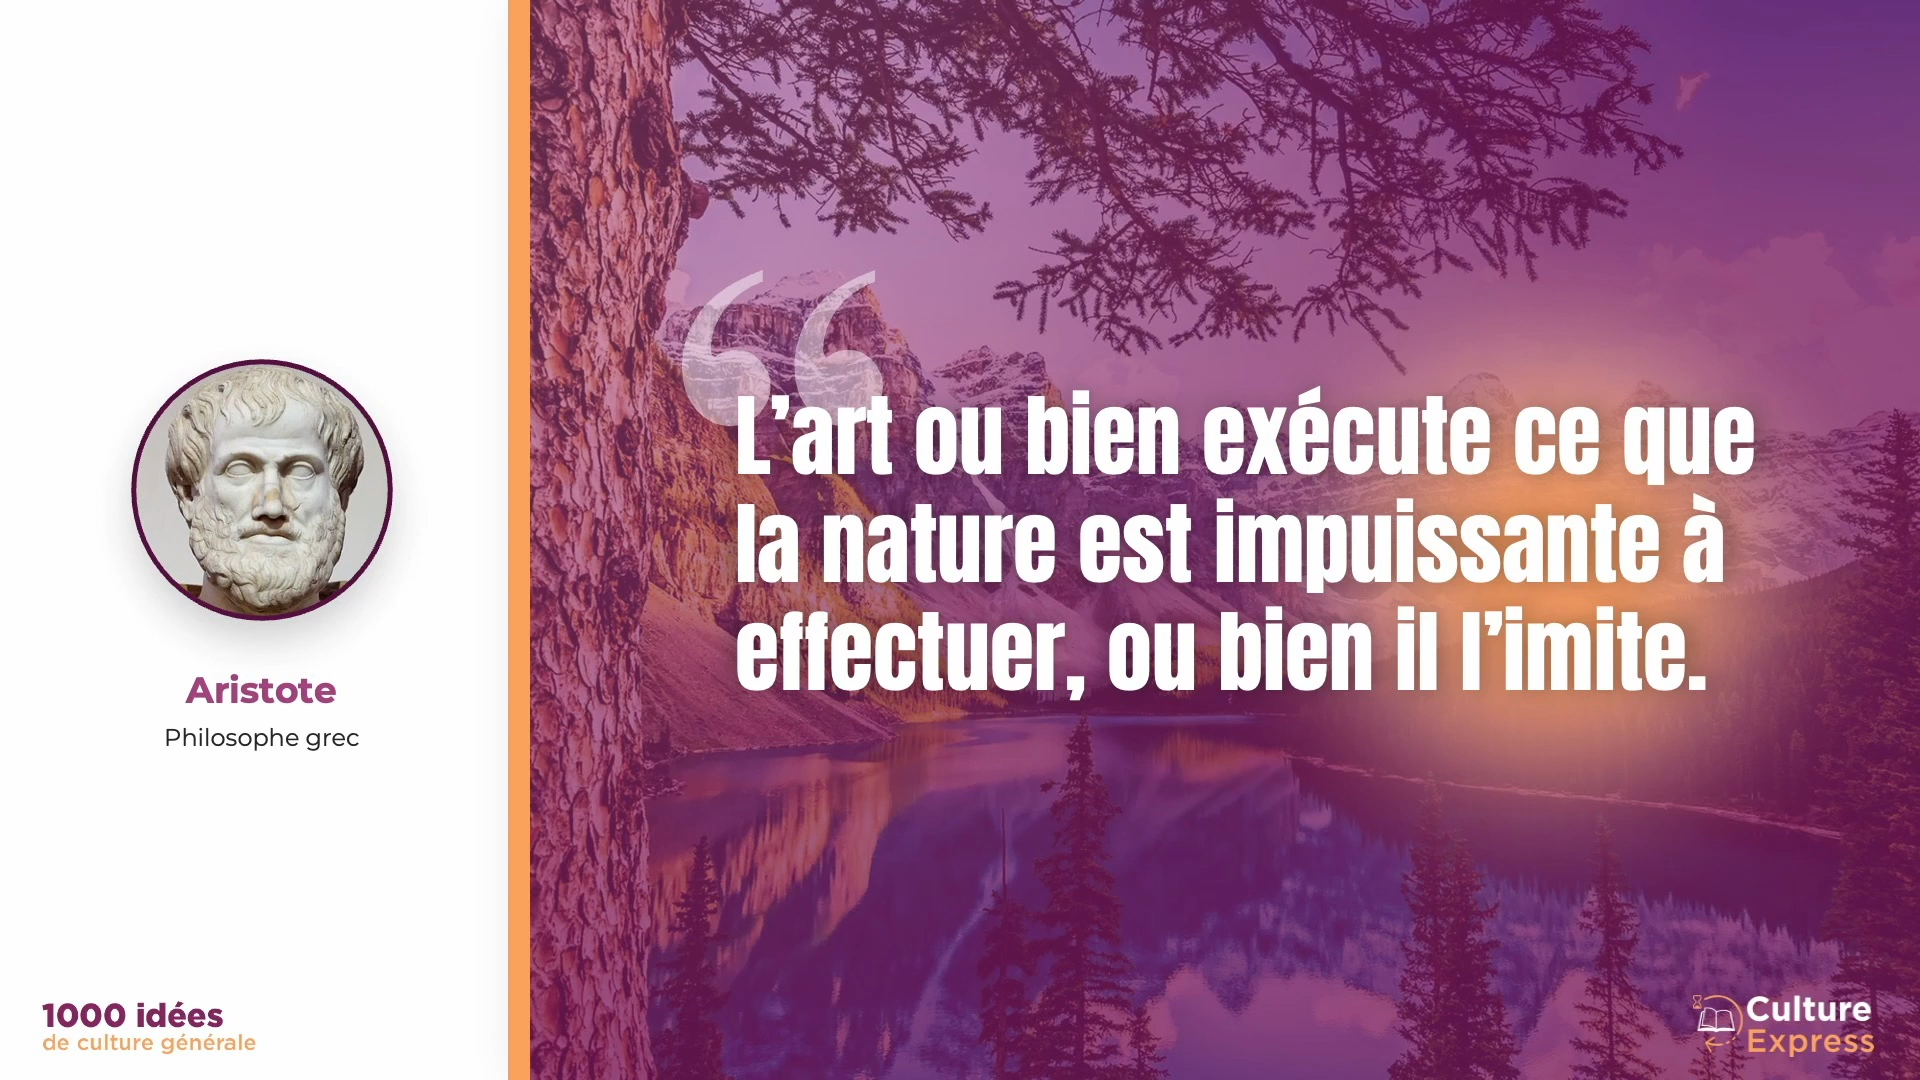 Aristote
Philosophe grec
1000 idées
de culture générale
“
L’art ou bien exécute ce que
la nature est impuissante à
effectuer, ou bien il l’imite.
Culture
Express